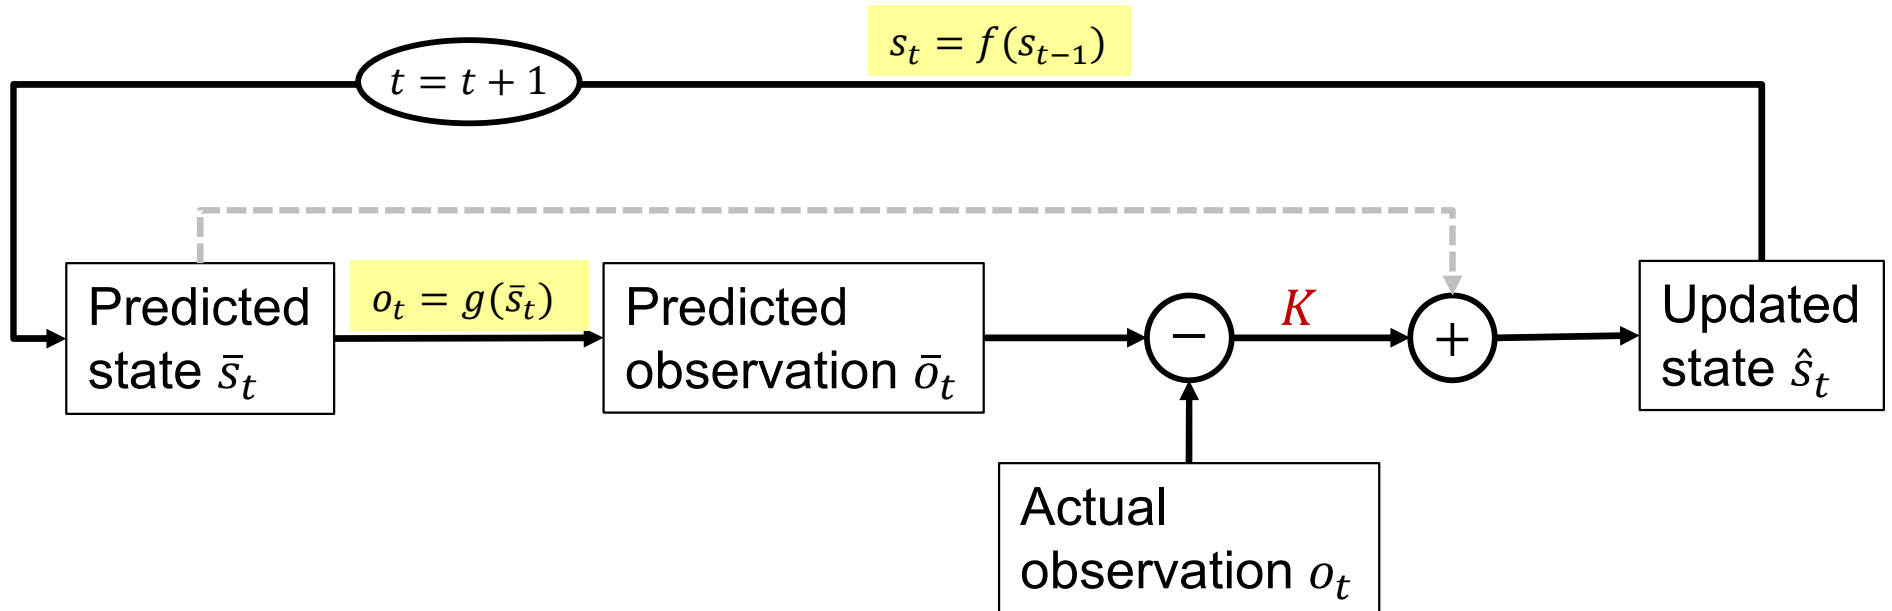 s_t = f(s_{t−1})
t = t + 1
Predicted
state s̄_t
o_t = g(s̄_t)
Predicted
observation ō_t
−
K
+
Updated
state ŝ_t
Actual
observation o_t